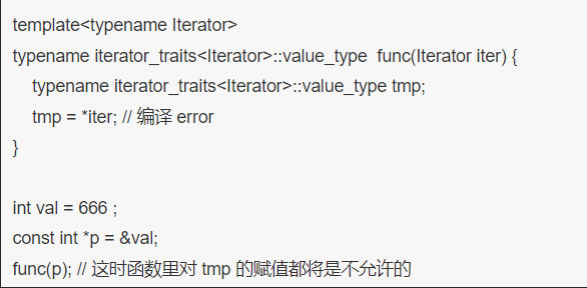 template<typename Iterator>
typename iterator_traits<Iterator>::value_type  func(Iterator iter) {
    typename iterator_traits<Iterator>::value_type tmp;
    tmp = *iter; // 编译 error
}

int val = 666 ;
const int *p = &val;
func(p); // 这时函数里对 tmp 的赋值都将是不允许的